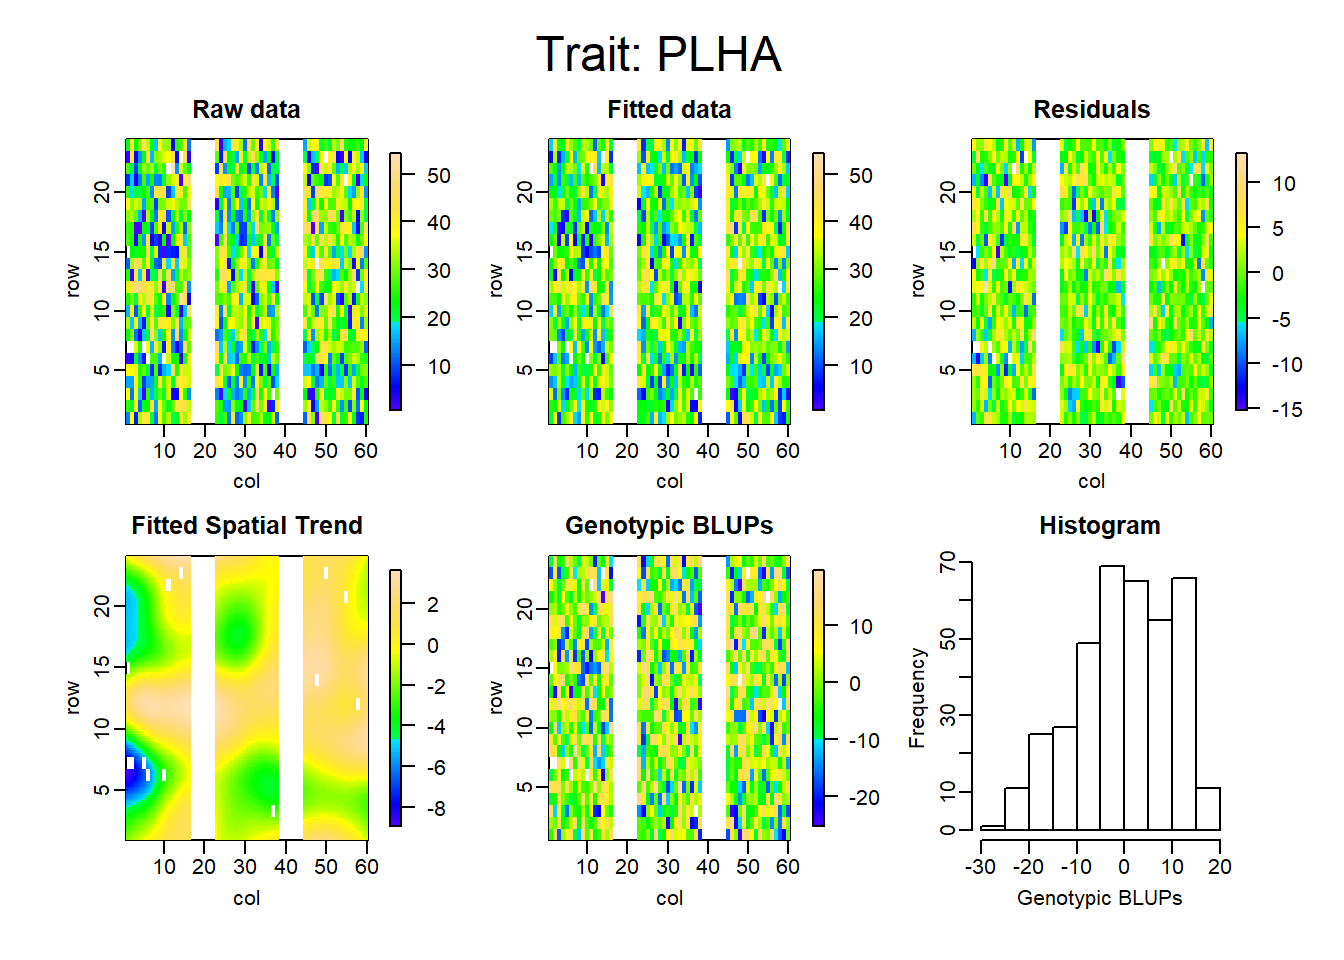 Trait: PLHA
Raw data
Fitted data
Residuals
row
5 10 15 20
10 20 30 40 50 60
col
10 20 30 40 50
row
5 10 15 20
10 20 30 40 50 60
col
10 20 30 40 50
row
5 10 15 20
10 20 30 40 50 60
col
-15 -10 -5 0 5 10
Fitted Spatial Trend
Genotypic BLUPs
Histogram
row
5 10 15 20
10 20 30 40 50 60
col
-8 -6 -4 -2 0 2
row
5 10 15 20
10 20 30 40 50 60
col
-20 -10 0 10
Frequency
0 10 30 50 70
-30 -20 -10 0 10 20
Genotypic BLUPs